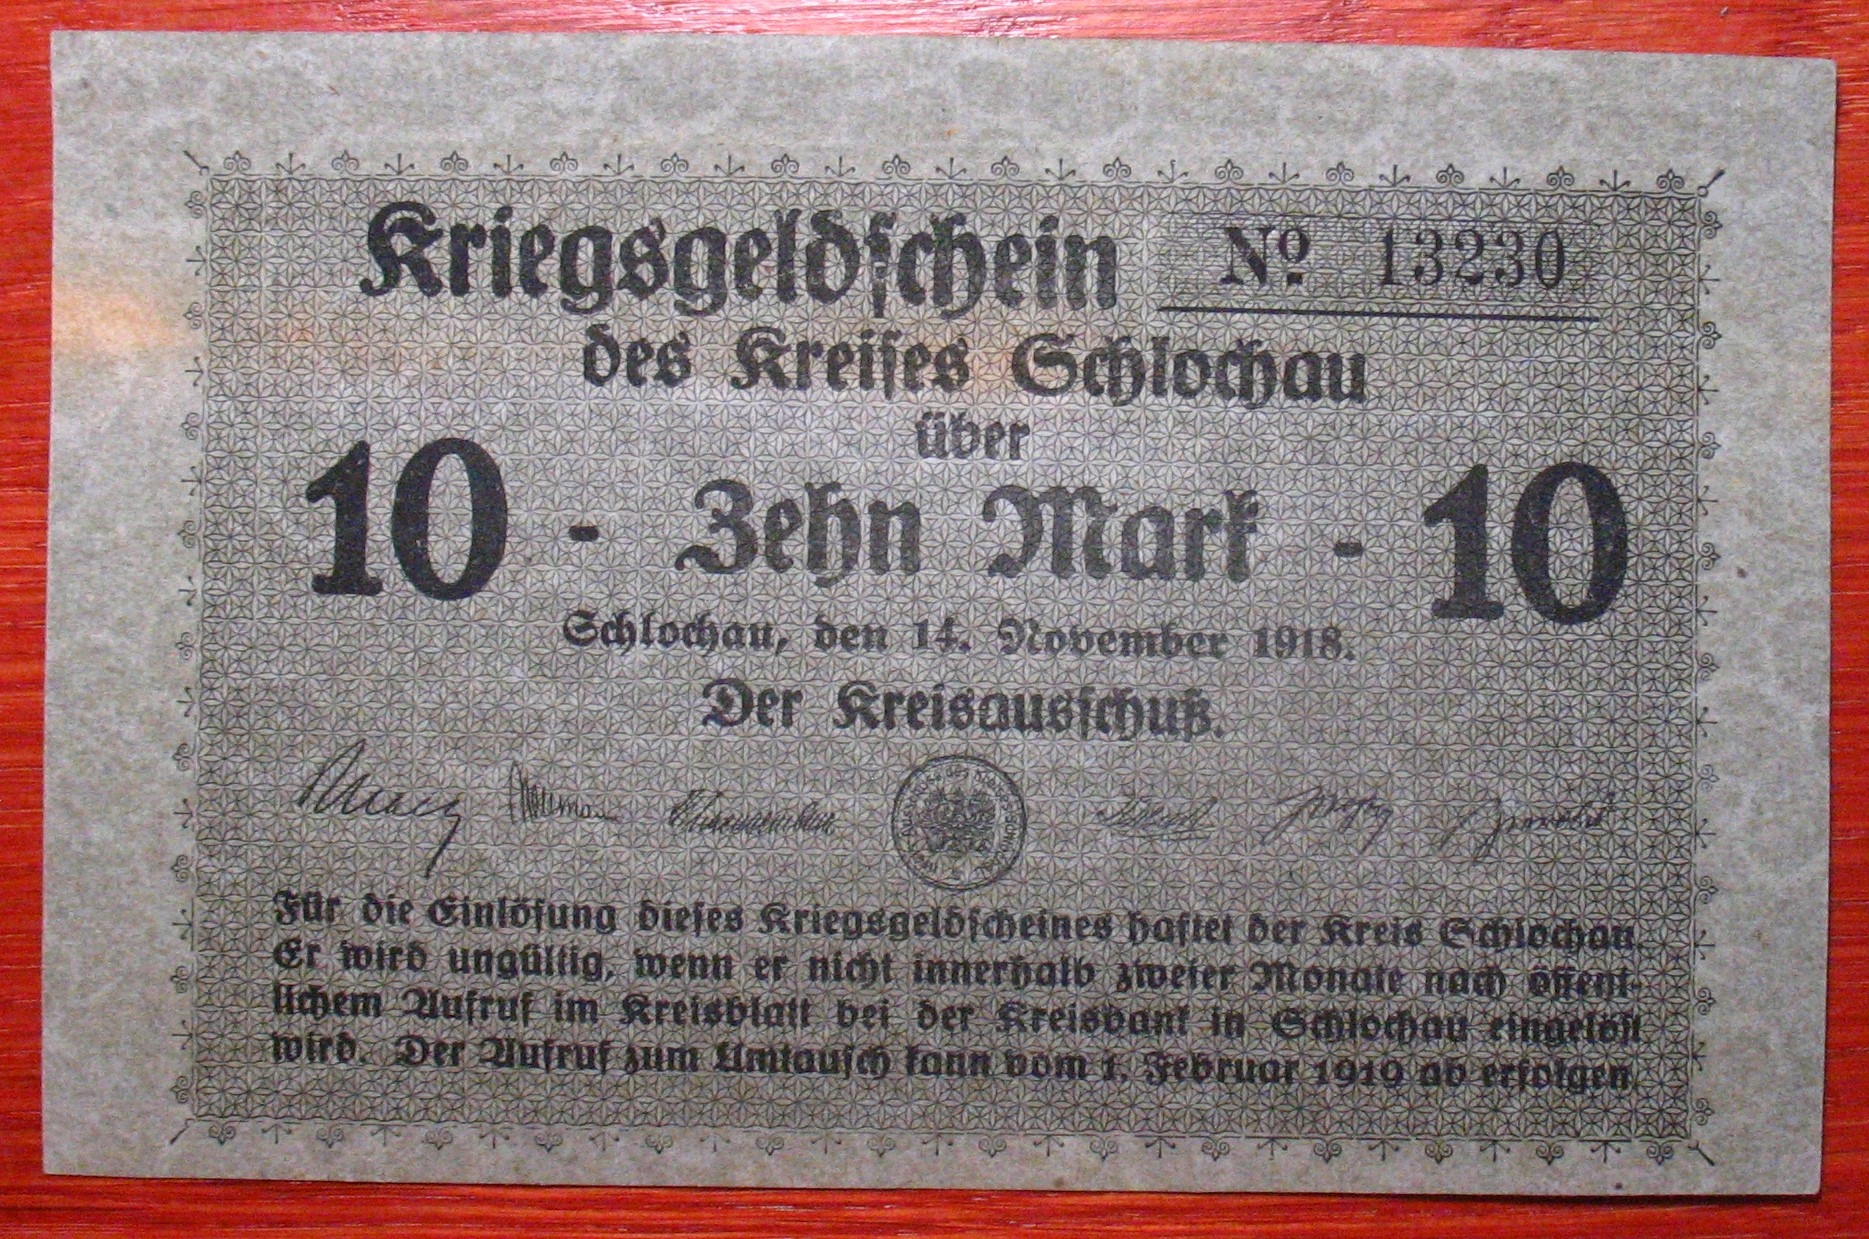 Kriegsgeldschein № 13230
des Kreises Schlochau
über
10 - Zehn Mark - 10
Schlochau, den 14. November 1918.
Der Kreisausschuß.
Für die Einlösung dieses Kriegsgeldscheines haftet der Kreis Schlochau.
Er wird ungültig, wenn er nicht innerhalb zweier Monate nach öffent-
lichem Aufruf im Kreisblatt bei der Kreisbank in Schlochau eingelöst
wird. Der Aufruf zum Umtausch kann vom 1. Februar 1919 ab erfolgen.